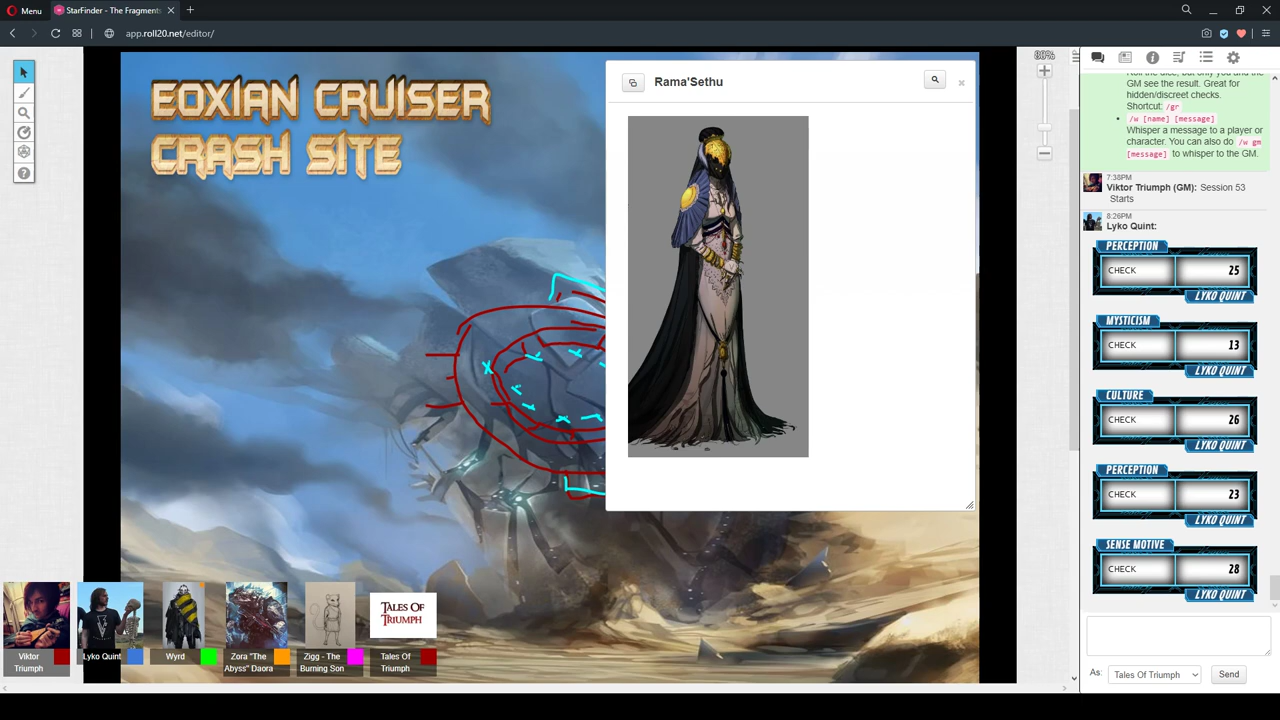 Menu
StarFinder - The Fragments
app.roll20.net/editor/
EOXIAN CRUISER
CRASH SITE
Rama'Sethu
80%
Roll the dice, but only you and the
GM see the result. Great for
hidden/discreet checks.
Shortcut: /gr
/w [name] [message]
Whisper a message to a player or
character. You can also do /w gm
[message] to whisper to the GM.
7:38PM
Viktor Triumph (GM): Session 53
Starts
8:26PM
Lyko Quint:
PERCEPTION
CHECK 25
LYKO QUINT
MYSTICISM
CHECK 13
LYKO QUINT
CULTURE
CHECK 26
LYKO QUINT
PERCEPTION
CHECK 23
LYKO QUINT
SENSE MOTIVE
CHECK 28
LYKO QUINT
TALES OF
TRIUMPH
Viktor
Triumph
Lyko Quint
Wyrd
Zora "The
Abyss" Daora
Zigg - The
Burning Son
Tales Of
Triumph
As: Tales Of Triumph Send